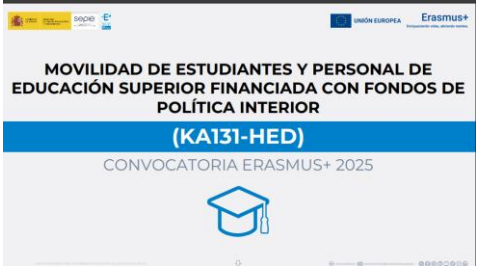 sepie
UNIÓN EUROPEA
Erasmus+
MOVILIDAD DE ESTUDIANTES Y PERSONAL DE
EDUCACIÓN SUPERIOR FINANCIADA CON FONDOS DE
POLÍTICA INTERIOR
(KA131-HED)
CONVOCATORIA ERASMUS+ 2025